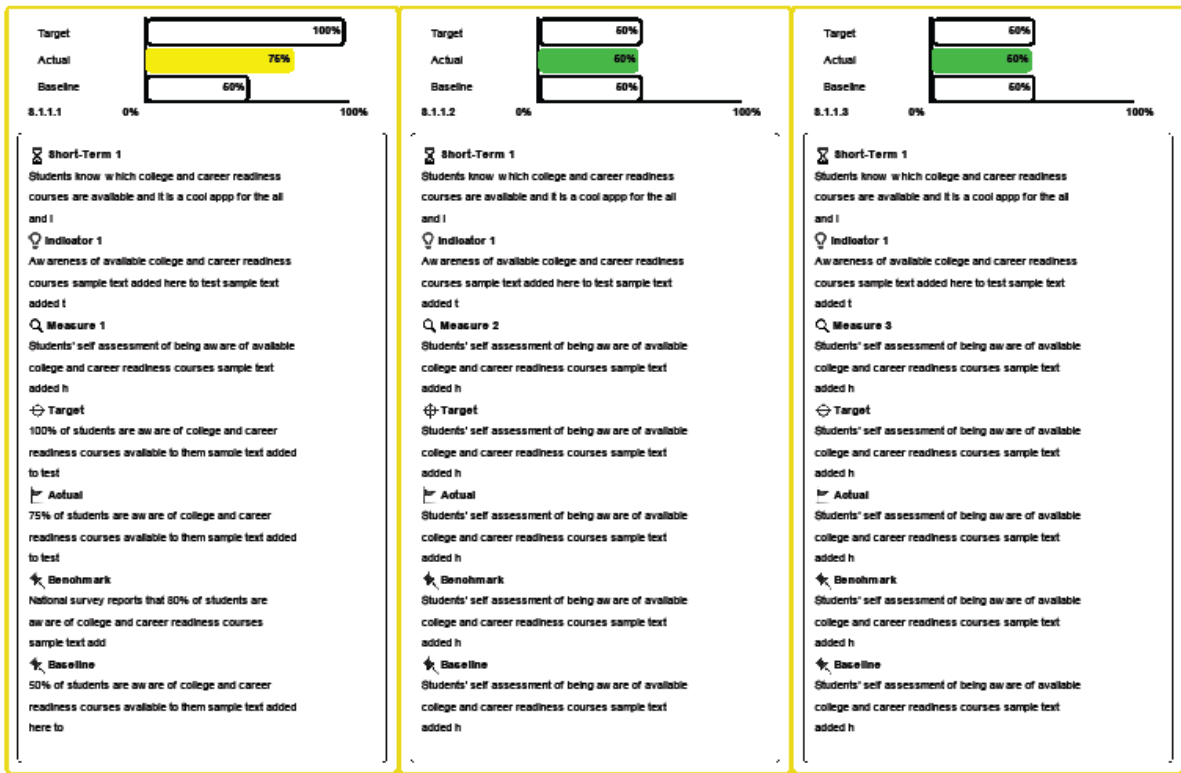 Target 100%
Actual 75%
Baseline 50%
8.1.1.1 0% 100%
Short-Term 1
Students know which college and career readiness
courses are available and it is a cool appp for the all
and I
Indicator 1
Awareness of available college and career readiness
courses sample text added here to test sample text
added t
Measure 1
Students' self assessment of being aware of available
college and career readiness courses sample text
added h
Target
100% of students are aware of college and career
readiness courses available to them sample text added
to test
Actual
75% of students are aware of college and career
readiness courses available to them sample text added
to test
Benchmark
National survey reports that 80% of students are
aware of college and career readiness courses
sample text add
Baseline
50% of students are aware of college and career
readiness courses available to them sample text added
here to
Target 50%
Actual 50%
Baseline 50%
8.1.1.2 0% 100%
Short-Term 1
Students know which college and career readiness
courses are available and it is a cool appp for the all
and I
Indicator 1
Awareness of available college and career readiness
courses sample text added here to test sample text
added t
Measure 2
Students' self assessment of being aware of available
college and career readiness courses sample text
added h
Target
Students' self assessment of being aware of available
college and career readiness courses sample text
added h
Actual
Students' self assessment of being aware of available
college and career readiness courses sample text
added h
Benchmark
Students' self assessment of being aware of available
college and career readiness courses sample text
added h
Baseline
Students' self assessment of being aware of available
college and career readiness courses sample text
added h
Target 50%
Actual 50%
Baseline 50%
8.1.1.3 0% 100%
Short-Term 1
Students know which college and career readiness
courses are available and it is a cool appp for the all
and I
Indicator 1
Awareness of available college and career readiness
courses sample text added here to test sample text
added t
Measure 3
Students' self assessment of being aware of available
college and career readiness courses sample text
added h
Target
Students' self assessment of being aware of available
college and career readiness courses sample text
added h
Actual
Students' self assessment of being aware of available
college and career readiness courses sample text
added h
Benchmark
Students' self assessment of being aware of available
college and career readiness courses sample text
added h
Baseline
Students' self assessment of being aware of available
college and career readiness courses sample text
added h